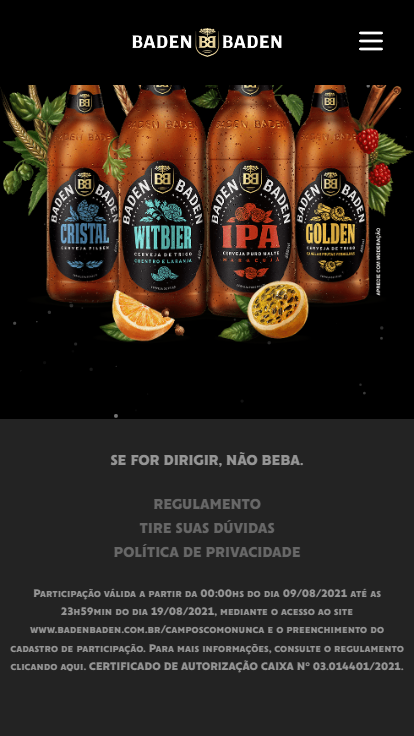 BADEN BB BADEN
BADEN BADEN
CRISTAL
CERVEJA PILSEN
BADEN BADEN
WITBIER
CERVEJA DE TRIGO
COENTRO E LARANJA
BADEN BADEN
IPA
CERVEJA PURO MALTE
MARACUJÁ
BADEN BADEN
GOLDEN
CERVEJA DE TRIGO
APRECIE COM MODERAÇÃO
SE FOR DIRIGIR, NÃO BEBA.
REGULAMENTO
TIRE SUAS DÚVIDAS
POLÍTICA DE PRIVACIDADE
Participação válida a partir da 00:00hs do dia 09/08/2021 até as
23h59min do dia 19/08/2021, mediante o acesso ao site
www.badenbaden.com.br/camposcomonunca e o preenchimento do
cadastro de participação. Para mais informações, consulte o regulamento
clicando aqui. CERTIFICADO DE AUTORIZAÇÃO CAIXA Nº 03.014401/2021.